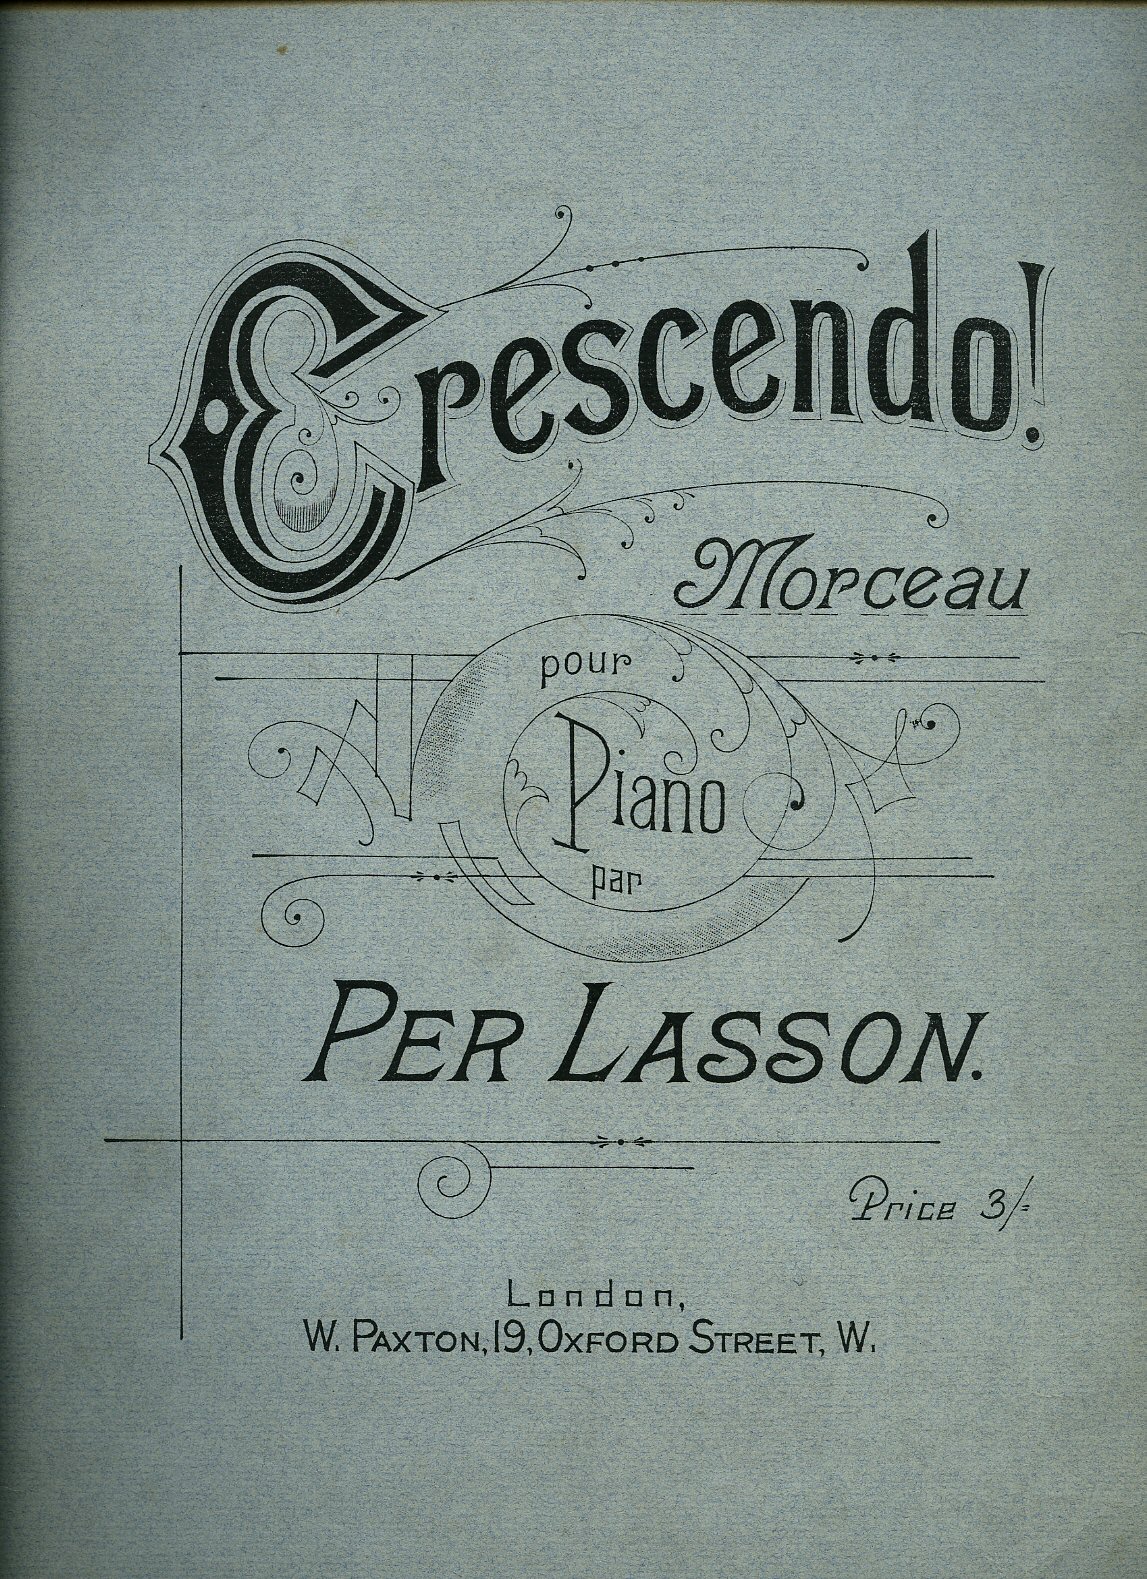 Crescendo!
Morceau
pour
Piano
par
PER LASSON.
Price 3/=
London,
W. PAXTON, 19, OXFORD STREET, W.